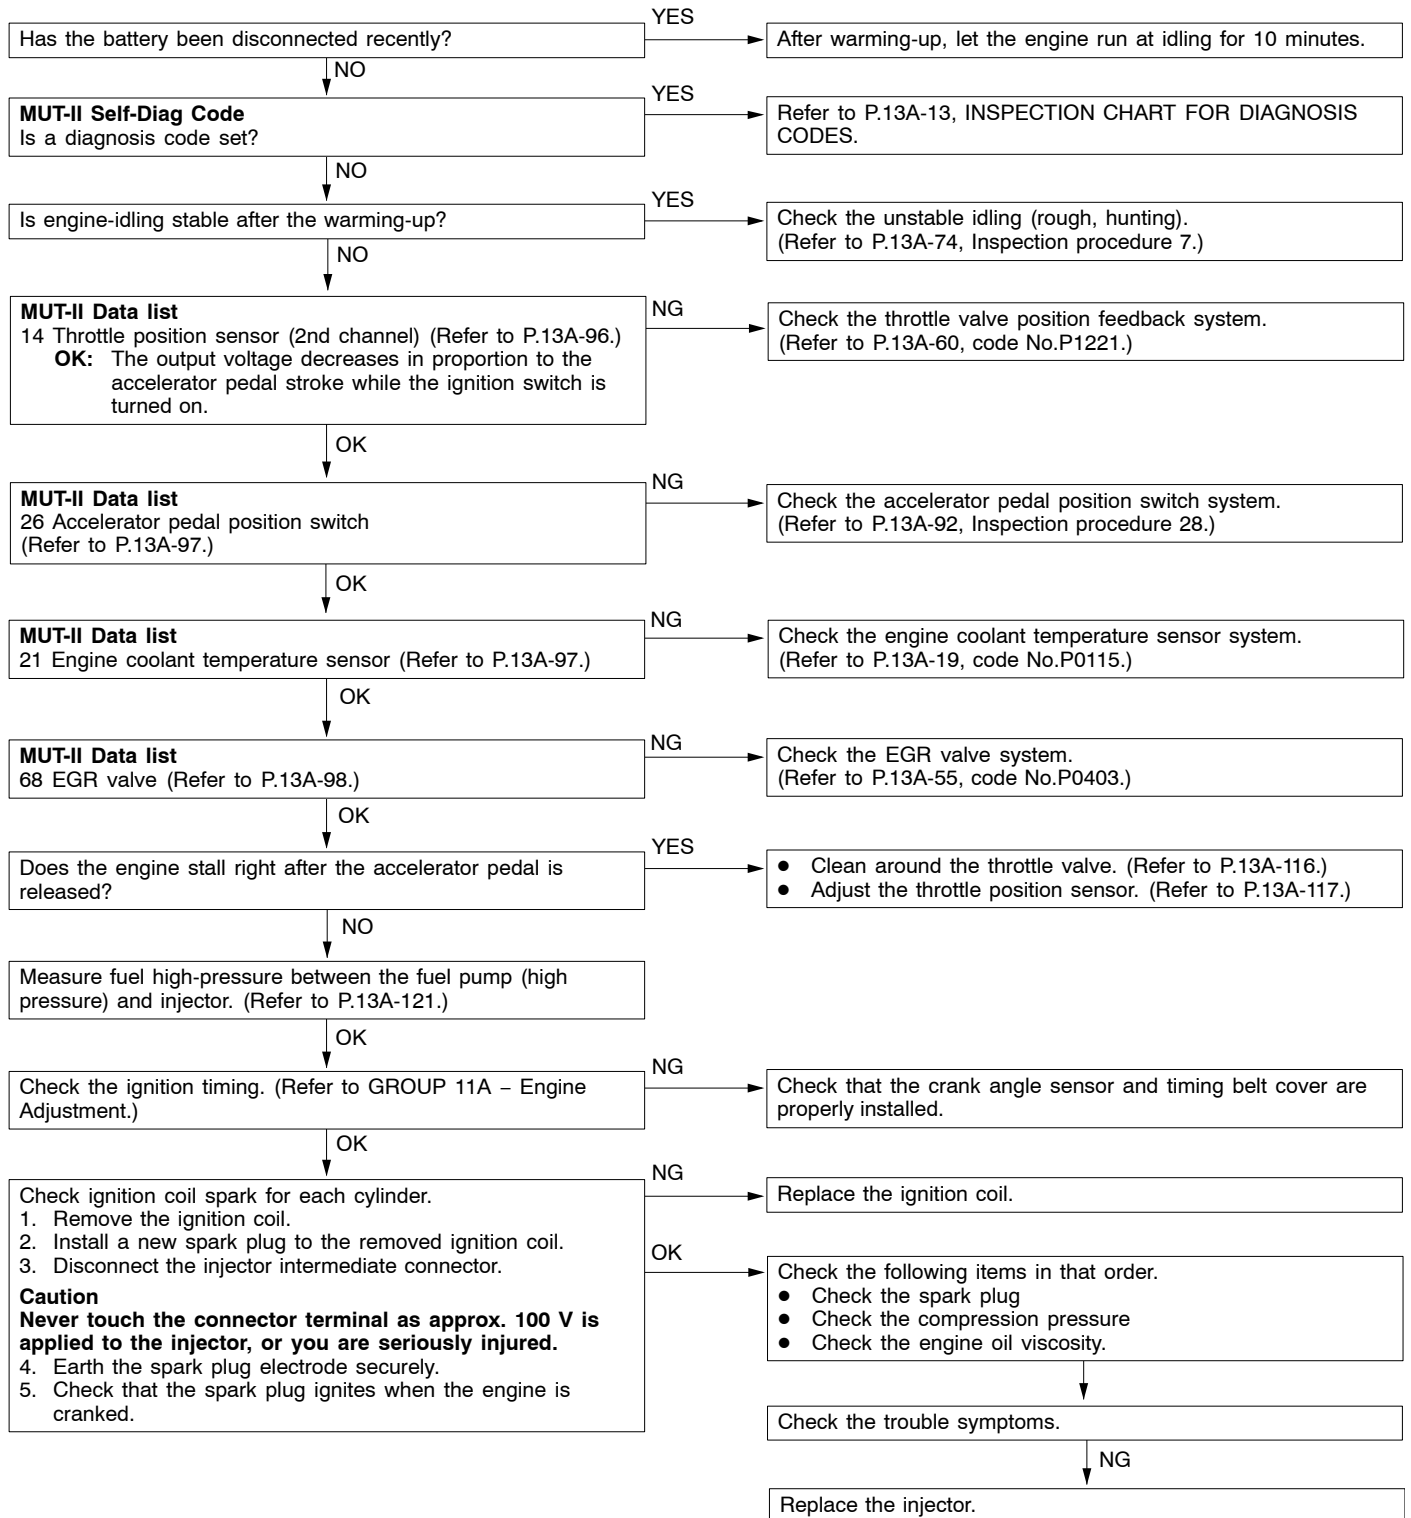 Has the battery been disconnected recently?
YES
After warming-up, let the engine run at idling for 10 minutes.
NO
MUT-II Self-Diag Code
Is a diagnosis code set?
YES
Refer to P.13A-13, INSPECTION CHART FOR DIAGNOSIS
CODES.
NO
Is engine-idling stable after the warming-up?
YES
Check the unstable idling (rough, hunting).
(Refer to P.13A-74, Inspection procedure 7.)
NO
MUT-II Data list
14 Throttle position sensor (2nd channel) (Refer to P.13A-96.)
OK: The output voltage decreases in proportion to the
accelerator pedal stroke while the ignition switch is
turned on.
NG
Check the throttle valve position feedback system.
(Refer to P.13A-60, code No.P1221.)
OK
MUT-II Data list
26 Accelerator pedal position switch
(Refer to P.13A-97.)
NG
Check the accelerator pedal position switch system.
(Refer to P.13A-92, Inspection procedure 28.)
OK
MUT-II Data list
21 Engine coolant temperature sensor (Refer to P.13A-97.)
NG
Check the engine coolant temperature sensor system.
(Refer to P.13A-19, code No.P0115.)
OK
MUT-II Data list
68 EGR valve (Refer to P.13A-98.)
NG
Check the EGR valve system.
(Refer to P.13A-55, code No.P0403.)
OK
Does the engine stall right after the accelerator pedal is
released?
YES
● Clean around the throttle valve. (Refer to P.13A-116.)
● Adjust the throttle position sensor. (Refer to P.13A-117.)
NO
Measure fuel high-pressure between the fuel pump (high
pressure) and injector. (Refer to P.13A-121.)
OK
Check the ignition timing. (Refer to GROUP 11A – Engine
Adjustment.)
NG
Check that the crank angle sensor and timing belt cover are
properly installed.
OK
Check ignition coil spark for each cylinder.
1. Remove the ignition coil.
2. Install a new spark plug to the removed ignition coil.
3. Disconnect the injector intermediate connector.
Caution
Never touch the connector terminal as approx. 100 V is
applied to the injector, or you are seriously injured.
4. Earth the spark plug electrode securely.
5. Check that the spark plug ignites when the engine is
cranked.
NG
Replace the ignition coil.
OK
Check the following items in that order.
● Check the spark plug
● Check the compression pressure
● Check the engine oil viscosity.
Check the trouble symptoms.
NG
Replace the injector.